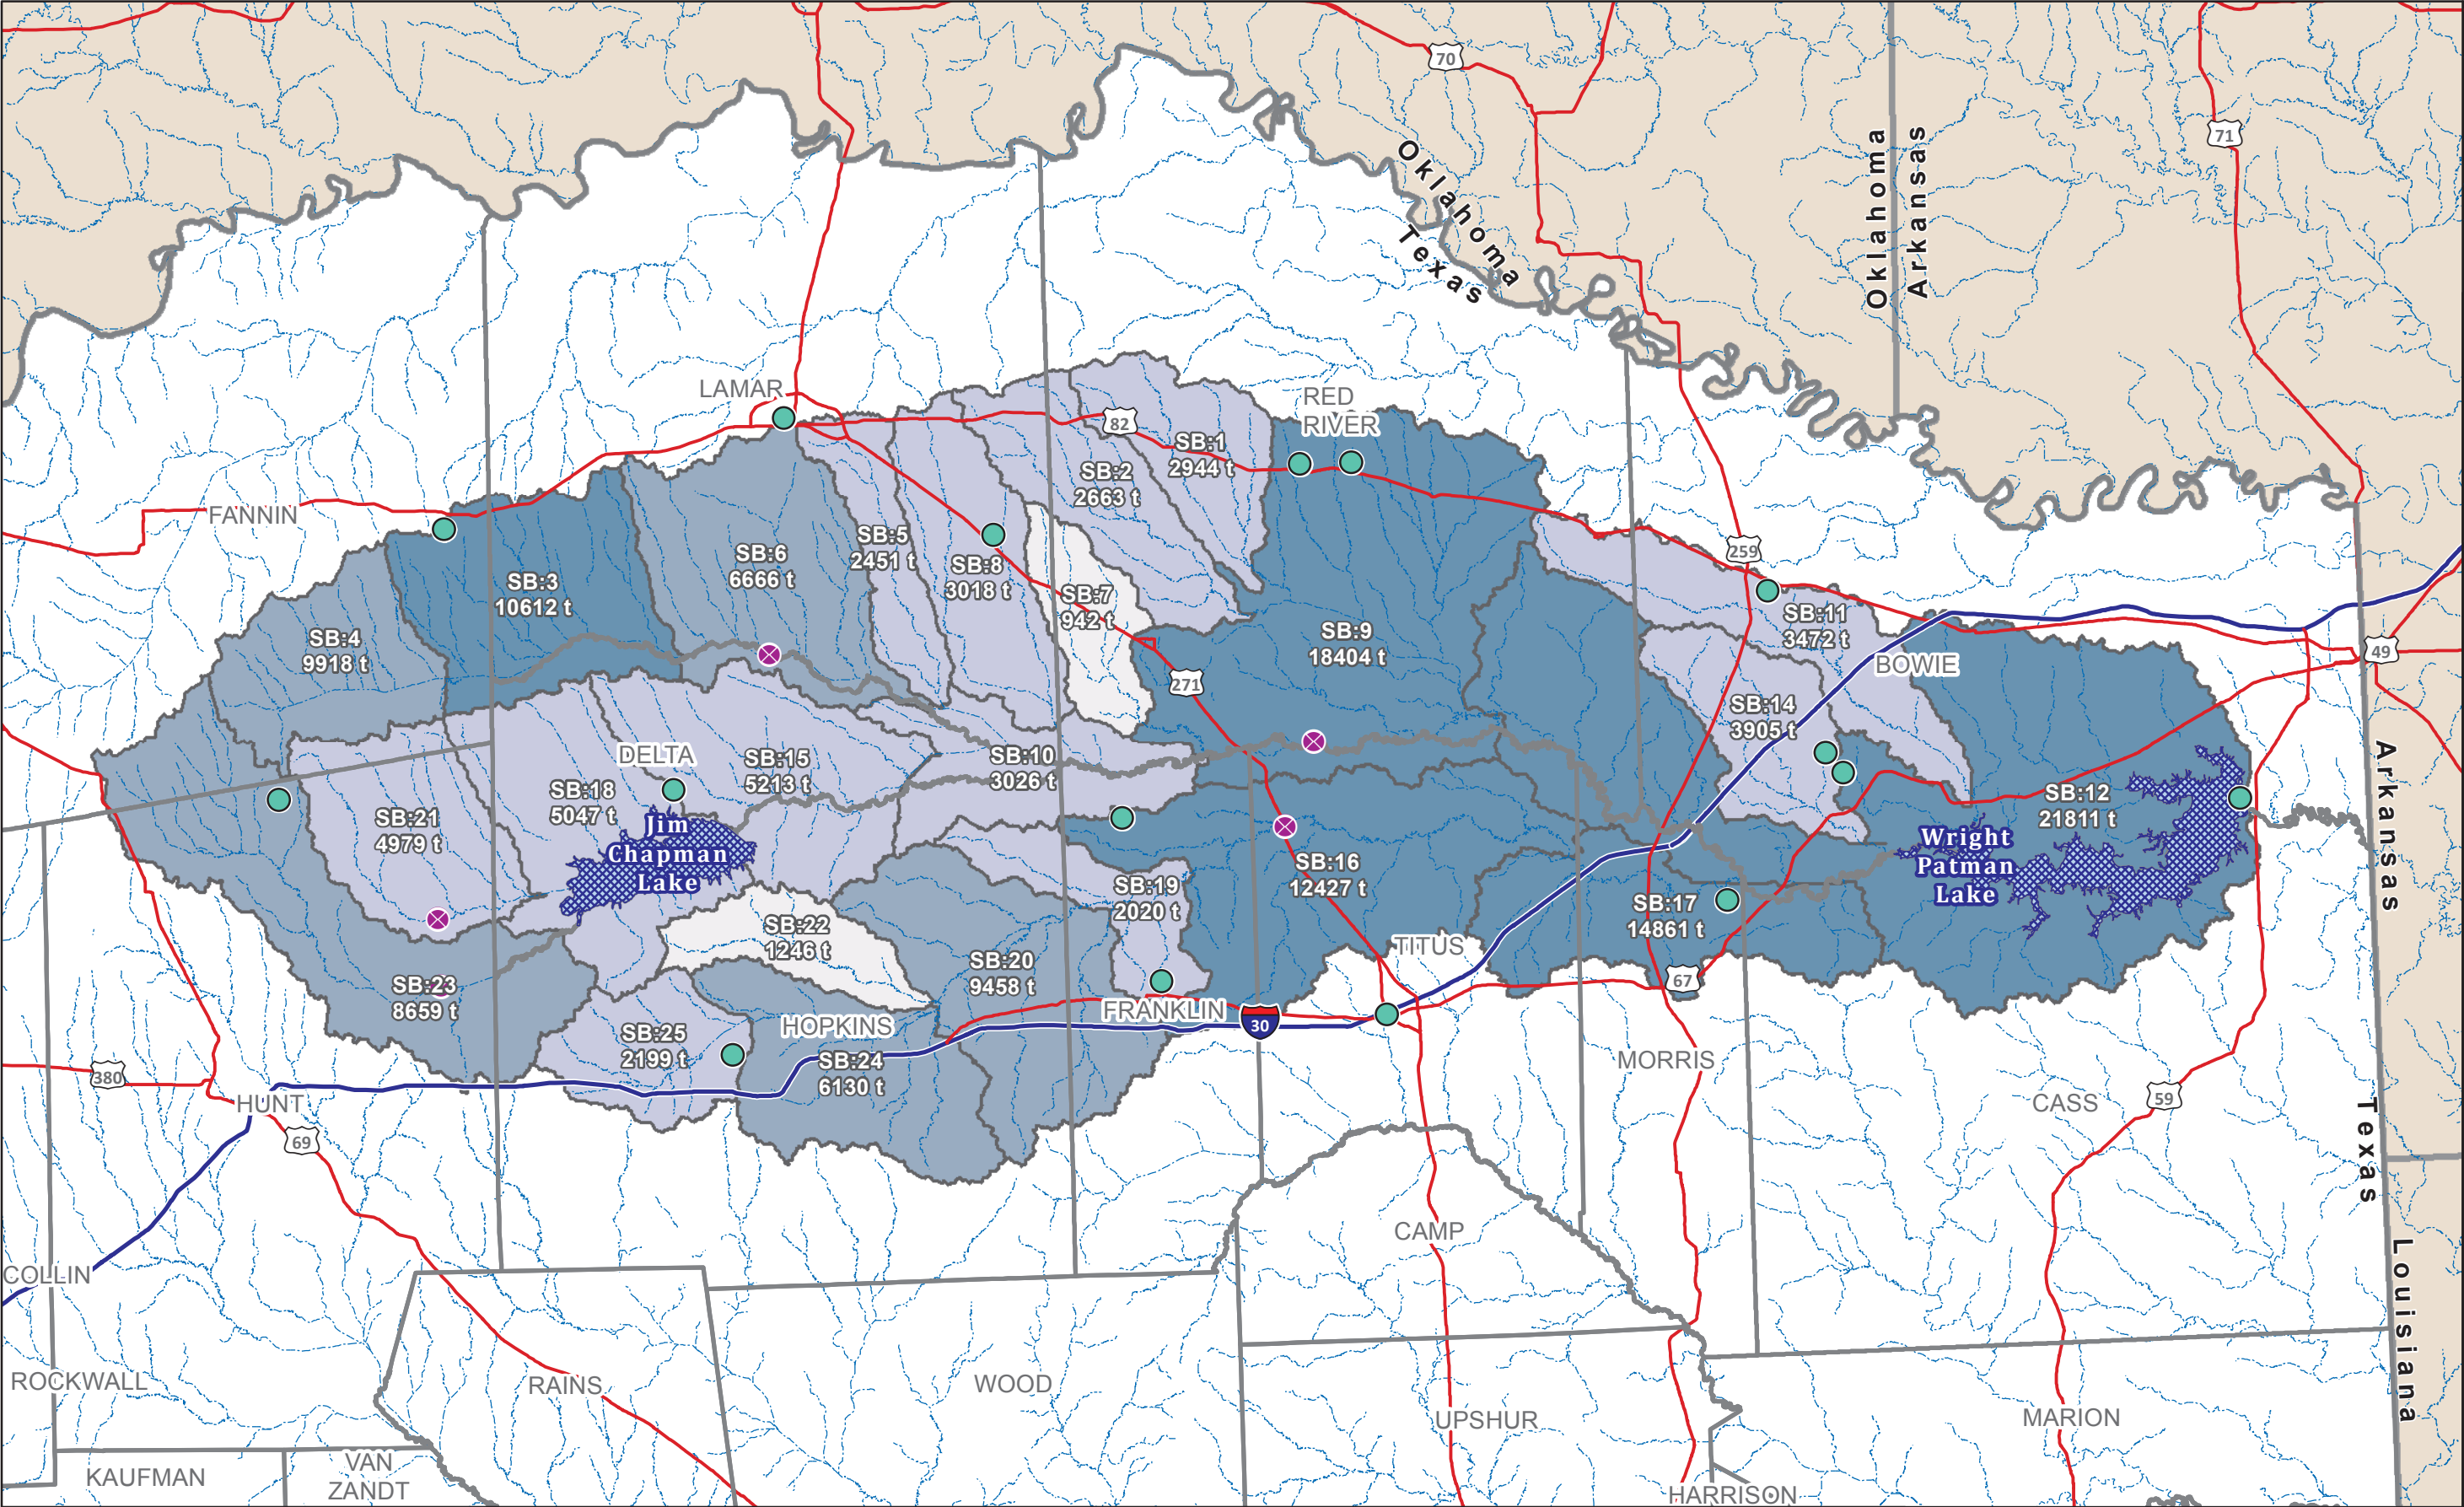 70
71
Oklahoma
Texas
Oklahoma
Arkansas
LAMAR
RED
RIVER
82
SB:1
2944 t
SB:2
2663 t
FANNIN
SB:3
10612 t
SB:6
6666 t
SB:5
2451 t
SB:8
3018 t
SB:7
942 t
259
SB:11
3472 t
SB:4
9918 t
SB:9
18404 t
BOWIE
49
271
SB:14
3905 t
DELTA
SB:15
5213 t
SB:10
3026 t
SB:18
5047 t
SB:21
4979 t
Jim
Chapman
Lake
SB:12
21811 t
Wright
Patman
Lake
Arkansas
Texas
Louisiana
SB:16
12427 t
SB:19
2020 t
SB:17
14861 t
SB:22
1246 t
SB:20
9458 t
TITUS
67
SB:23
8659 t
FRANKLIN
30
HOPKINS
SB:25
2199 t
SB:24
6130 t
MORRIS
380
HUNT
69
CASS
59
CAMP
COLLIN
ROCKWALL
RAINS
WOOD
UPSHUR
MARION
KAUFMAN
VAN
ZANDT
HARRISON